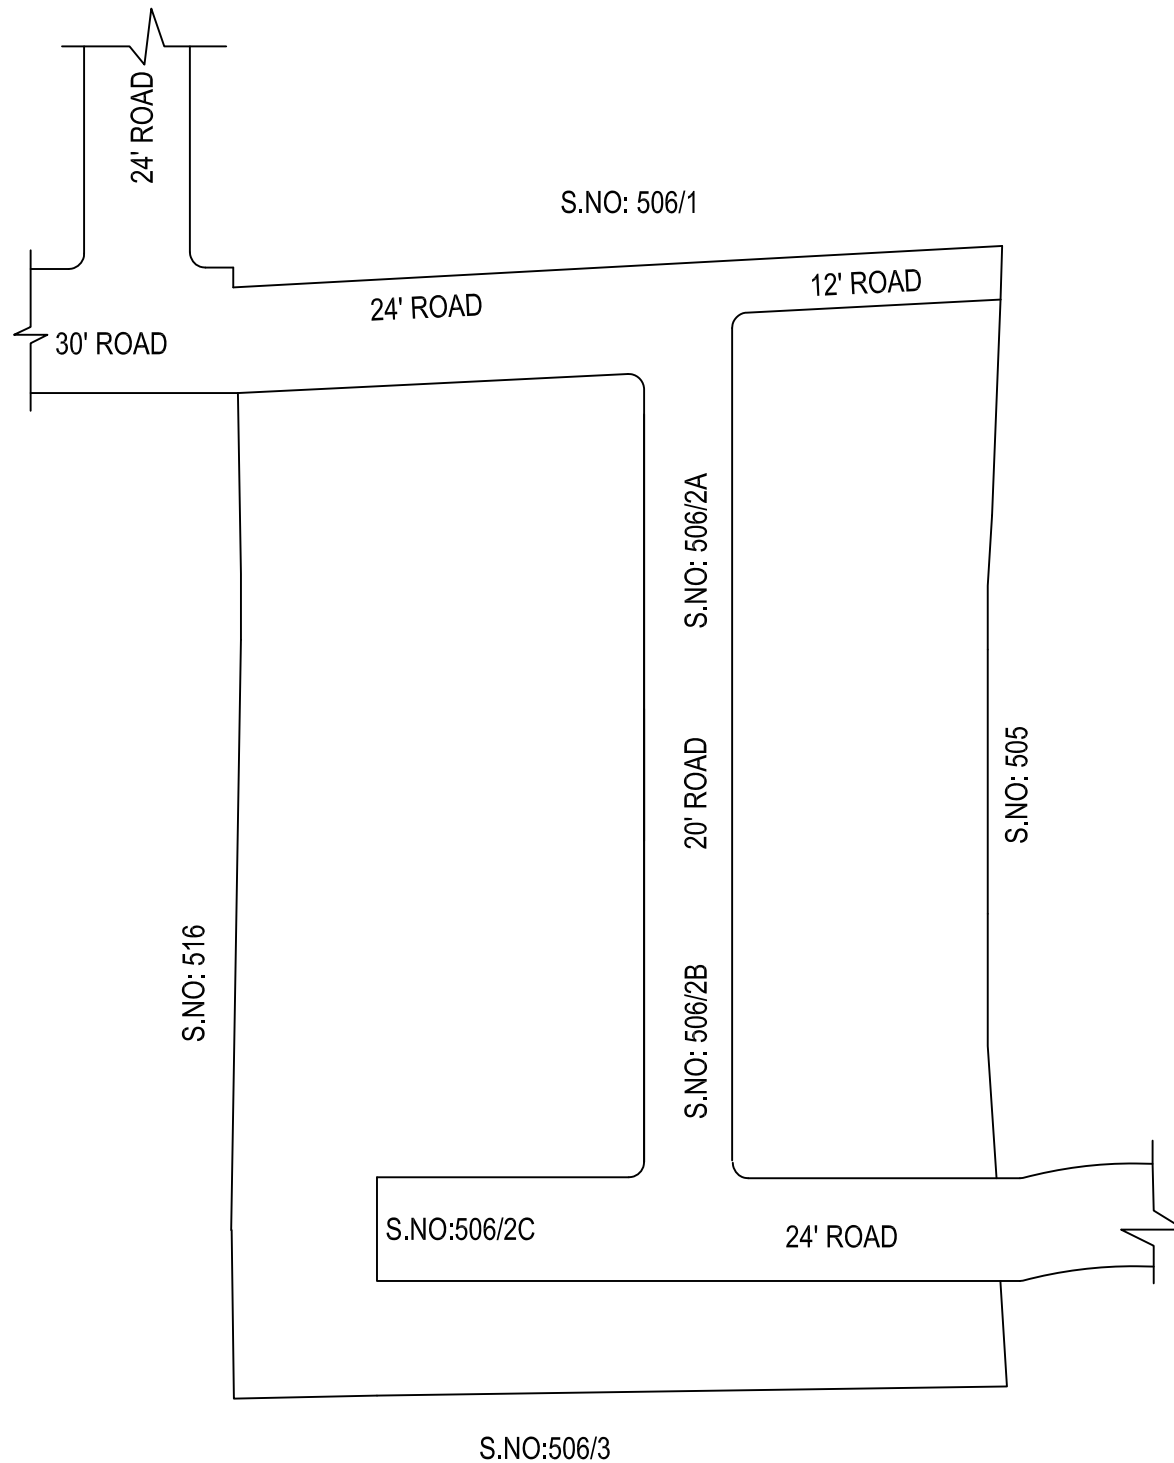 24' ROAD
S.NO: 506/1
12' ROAD
24' ROAD
30' ROAD
S.NO: 506/2A
20' ROAD
S.NO: 505
S.NO: 516
S.NO: 506/2B
S.NO:506/2C
24' ROAD
S.NO:506/3